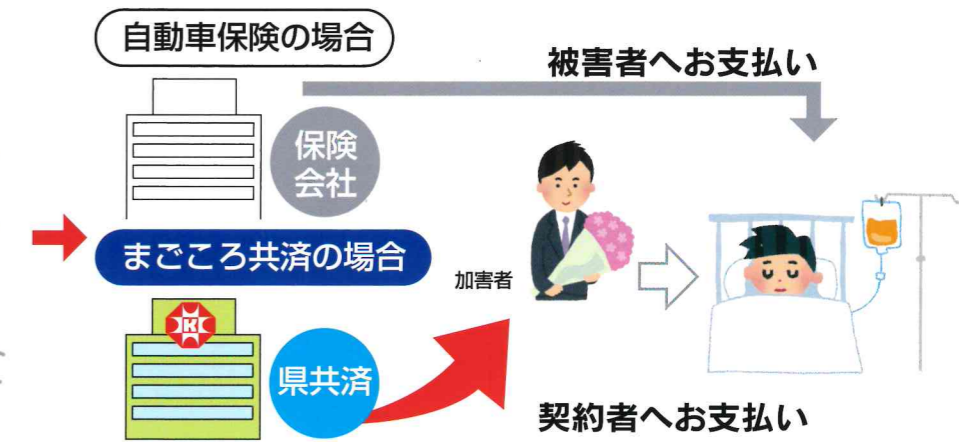 自動車保険の場合
被害者へお支払い
保険
会社
まごころ共済の場合
加害者
K
県共済
契約者へお支払い